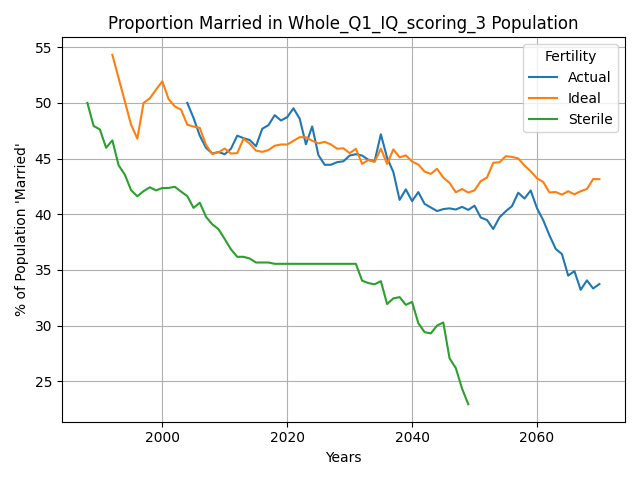 Proportion Married in Whole_Q1_IQ_scoring_3 Population
% of Population 'Married'
55
50
45
40
35
30
25
2000 2020 2040 2060
Years
Fertility
Actual
Ideal
Sterile